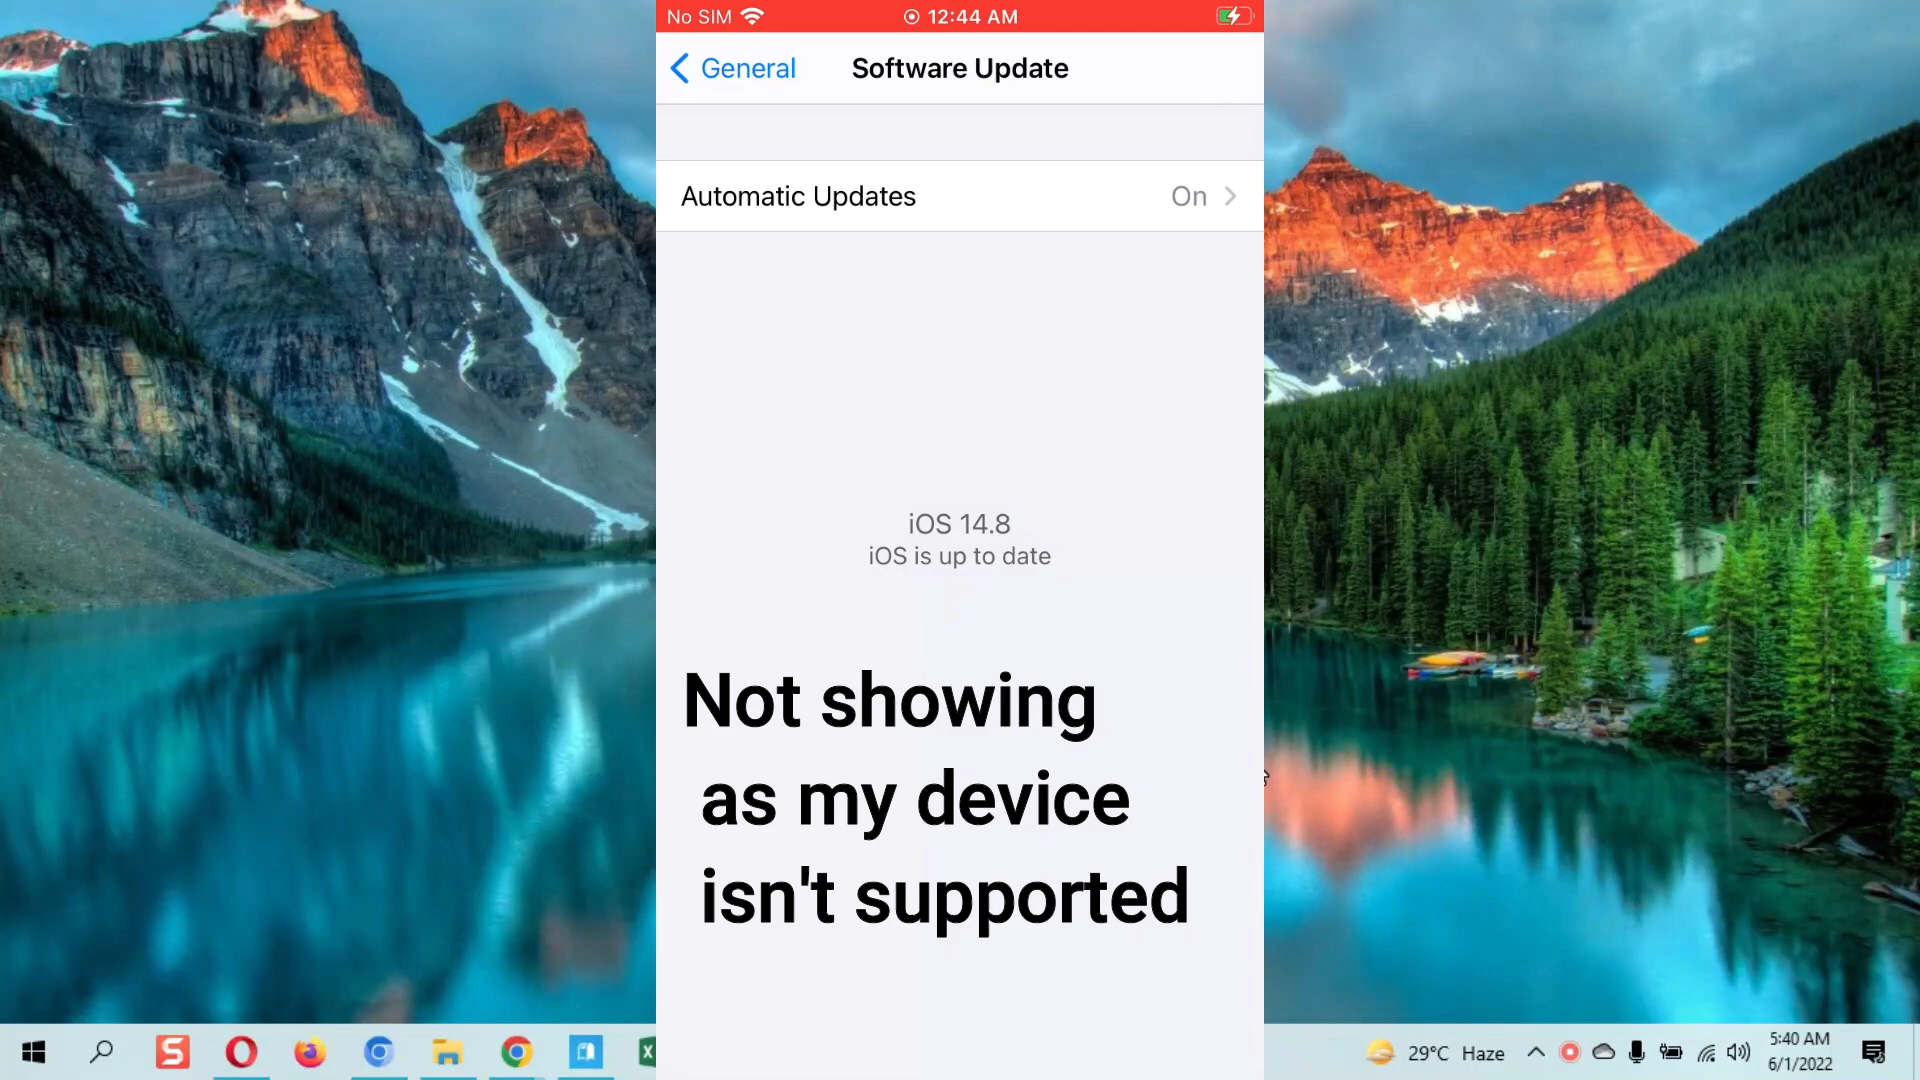 No SIM 12:44 AM
General Software Update
Automatic Updates On
iOS 14.8
iOS is up to date
Not showing
as my device
isn't supported
29°C Haze
5:40 AM
6/1/2022